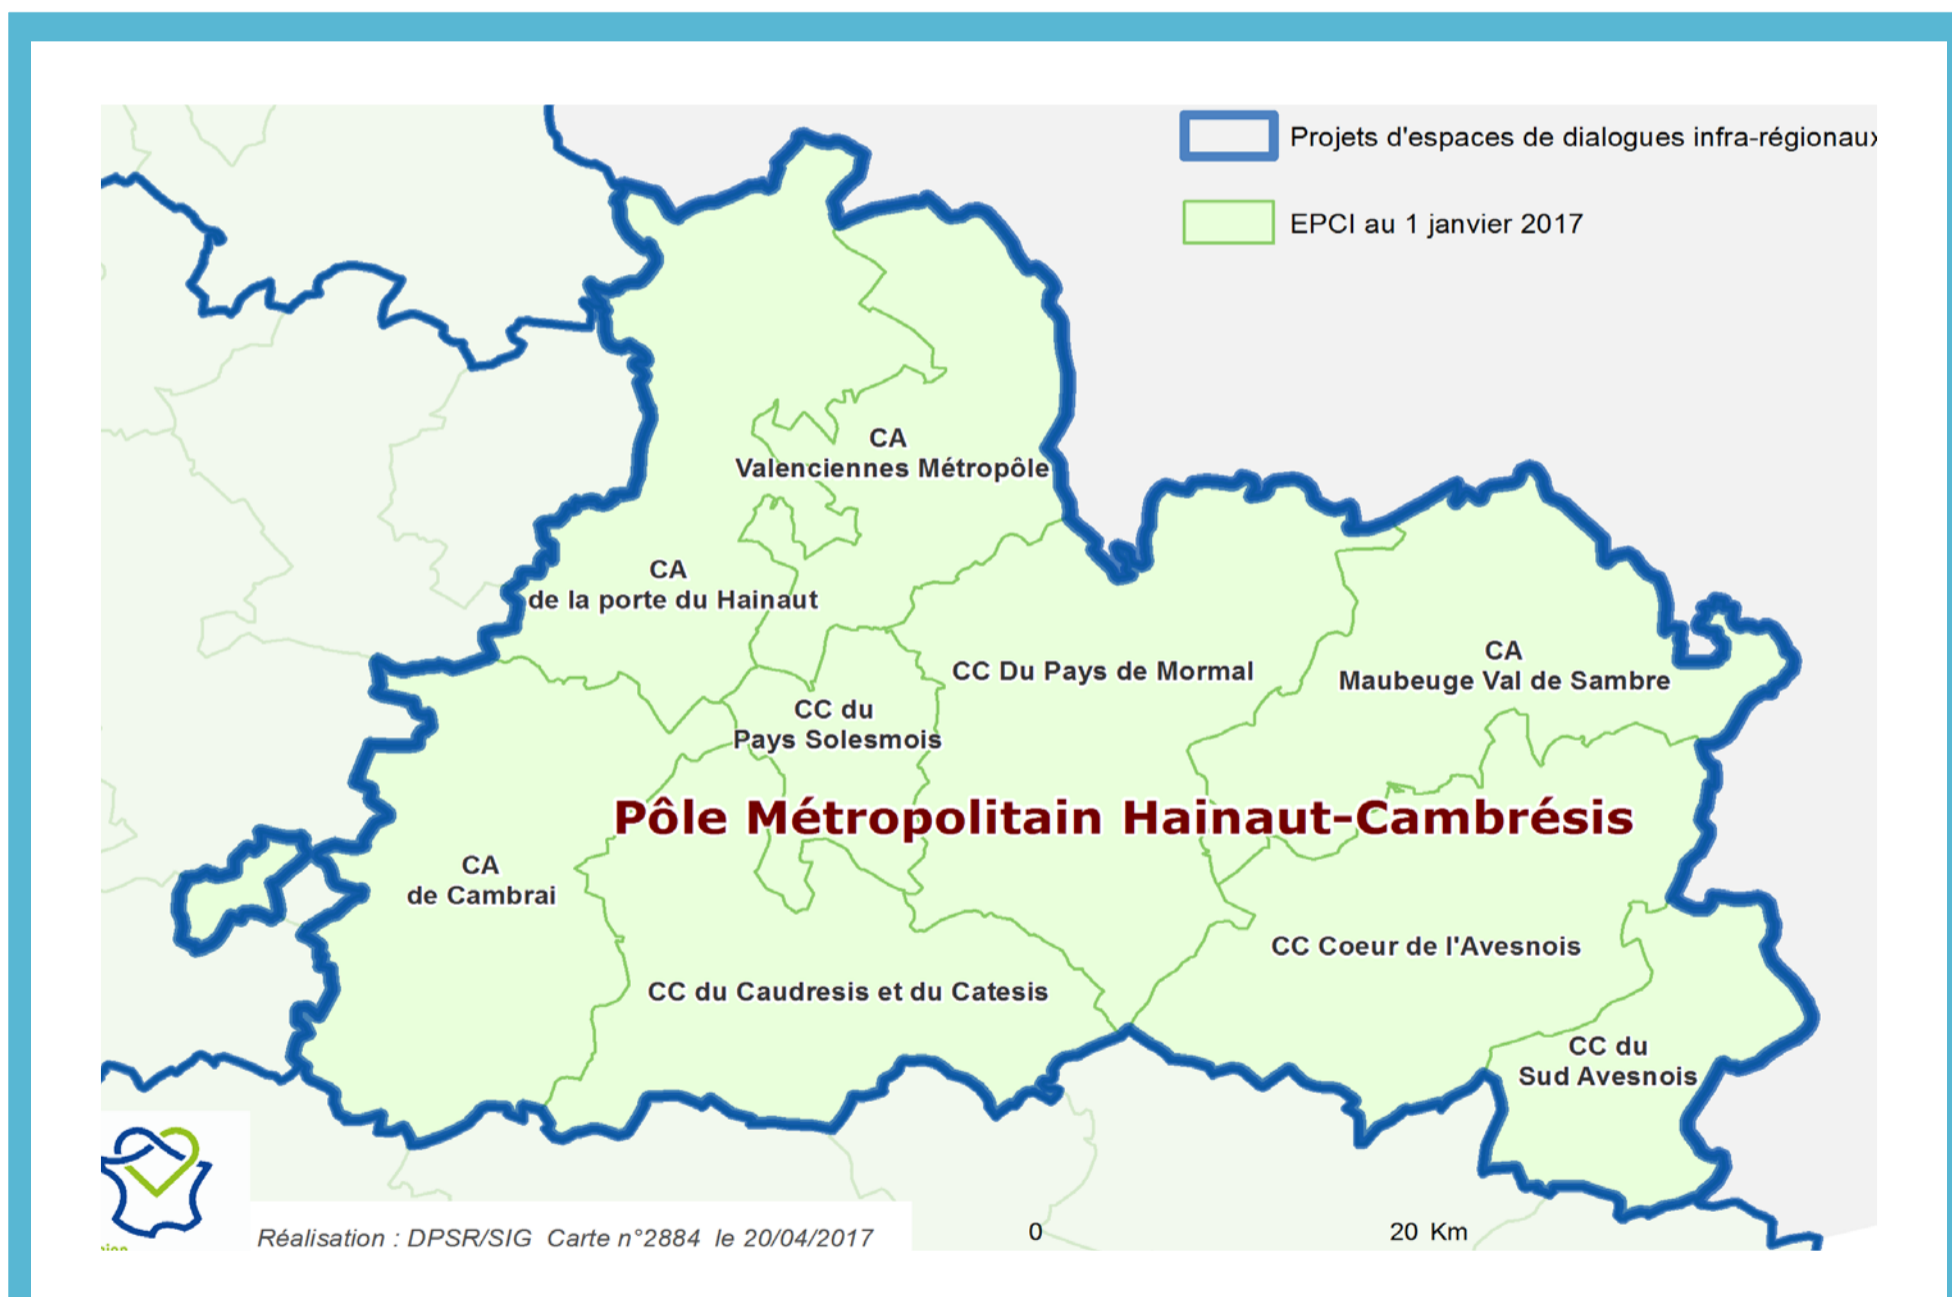 Projets d'espaces de dialogues infra-régionaux
EPCI au 1 janvier 2017
CA
Valenciennes Métropôle
CA
de la porte du Hainaut
CC Du Pays de Mormal
CA
Maubeuge Val de Sambre
CC du
Pays Solesmois
Pôle Métropolitain Hainaut-Cambrésis
CA
de Cambrai
CC Coeur de l'Avesnois
CC du Caudresis et du Catesis
CC du
Sud Avesnois
Réalisation : DPSR/SIG Carte n°2884 le 20/04/2017
0 20 Km